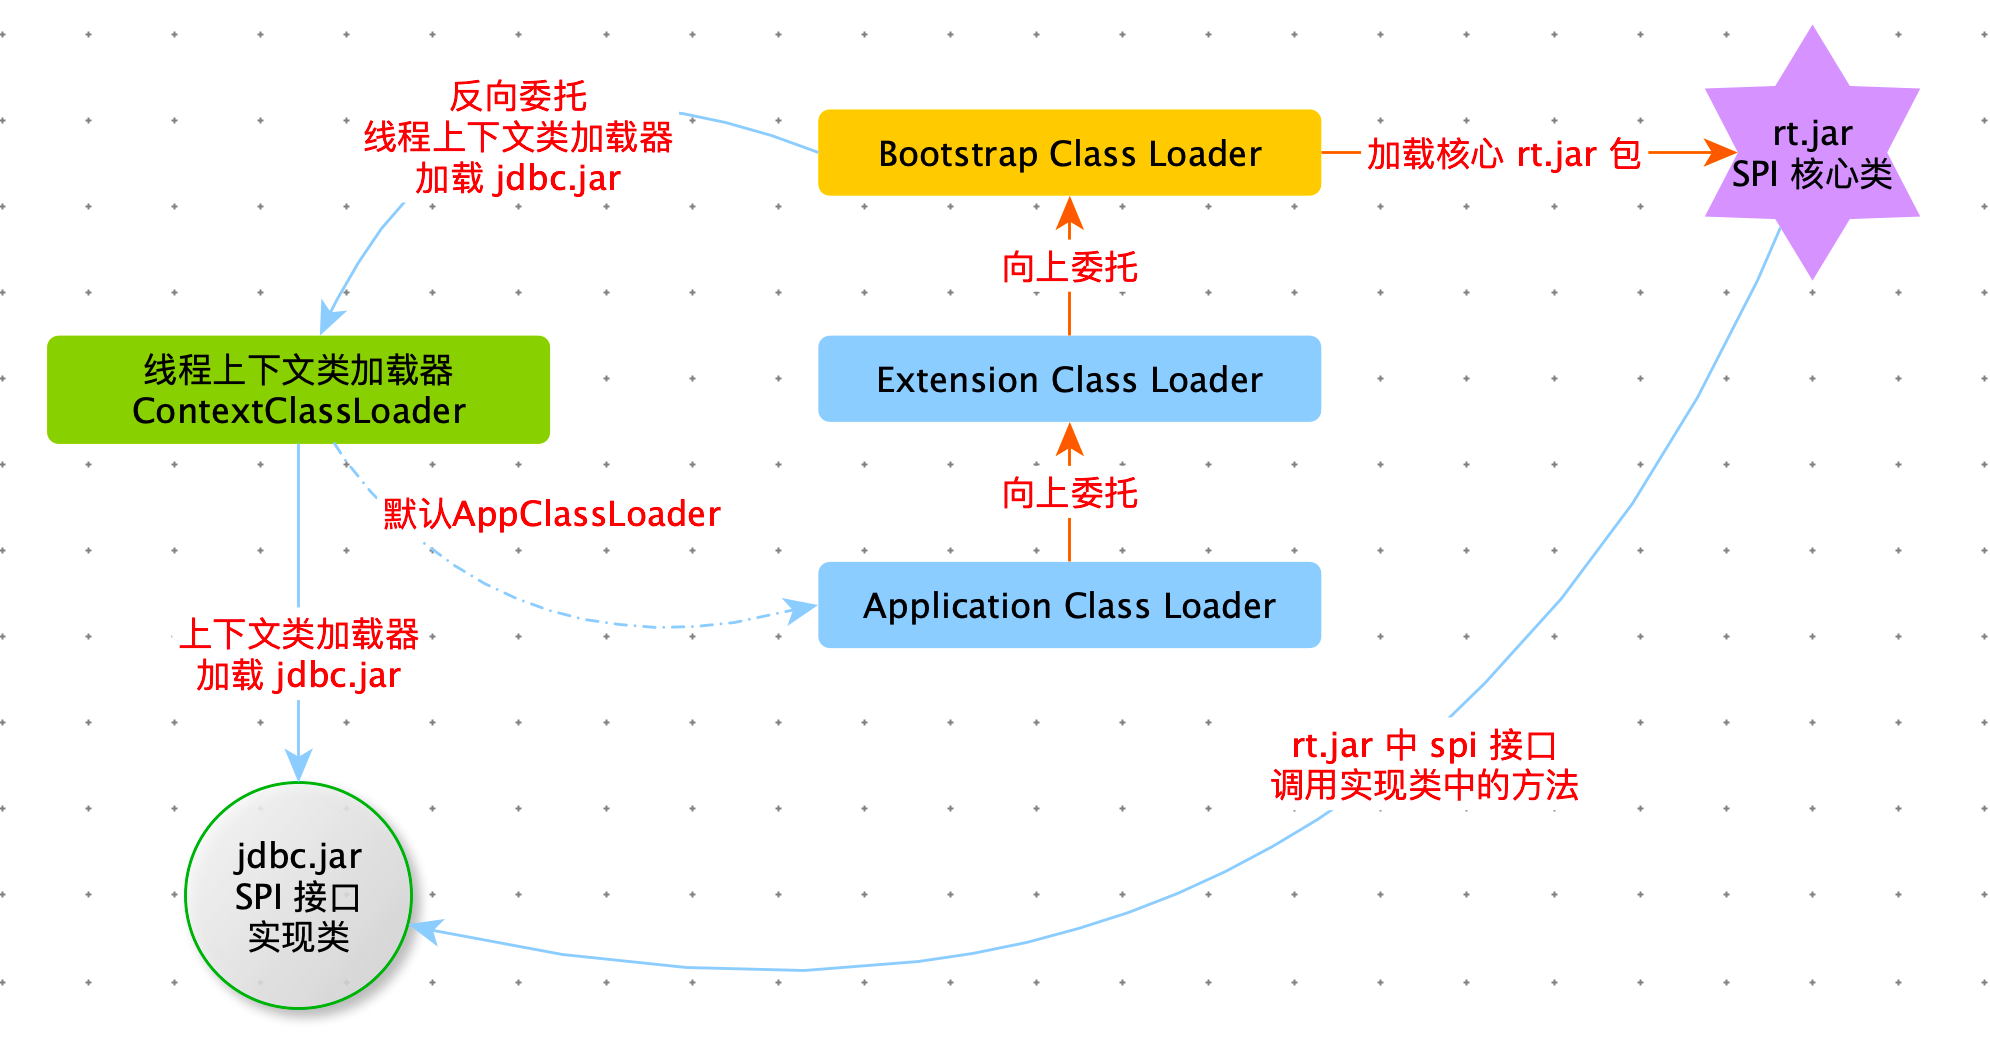 反向委托
线程上下文类加载器
加载 jdbc.jar
Bootstrap Class Loader
加载核心 rt.jar 包
rt.jar
SPI 核心类
向上委托
线程上下文类加载器
ContextClassLoader
Extension Class Loader
向上委托
默认AppClassLoader
Application Class Loader
上下文类加载器
加载 jdbc.jar
rt.jar 中 spi 接口
调用实现类中的方法
jdbc.jar
SPI 接口
实现类